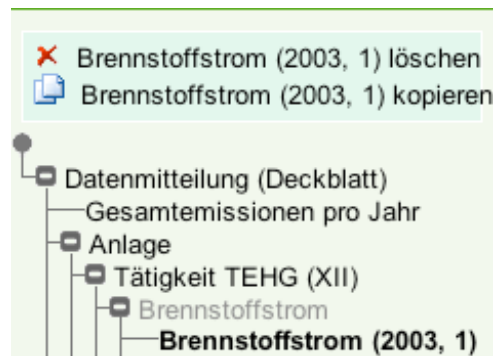 Brennstoffstrom (2003, 1) löschen
Brennstoffstrom (2003, 1) kopieren
Datenmitteilung (Deckblatt)
Gesamtemissionen pro Jahr
Anlage
Tätigkeit TEHG (XII)
Brennstoffstrom
Brennstoffstrom (2003, 1)